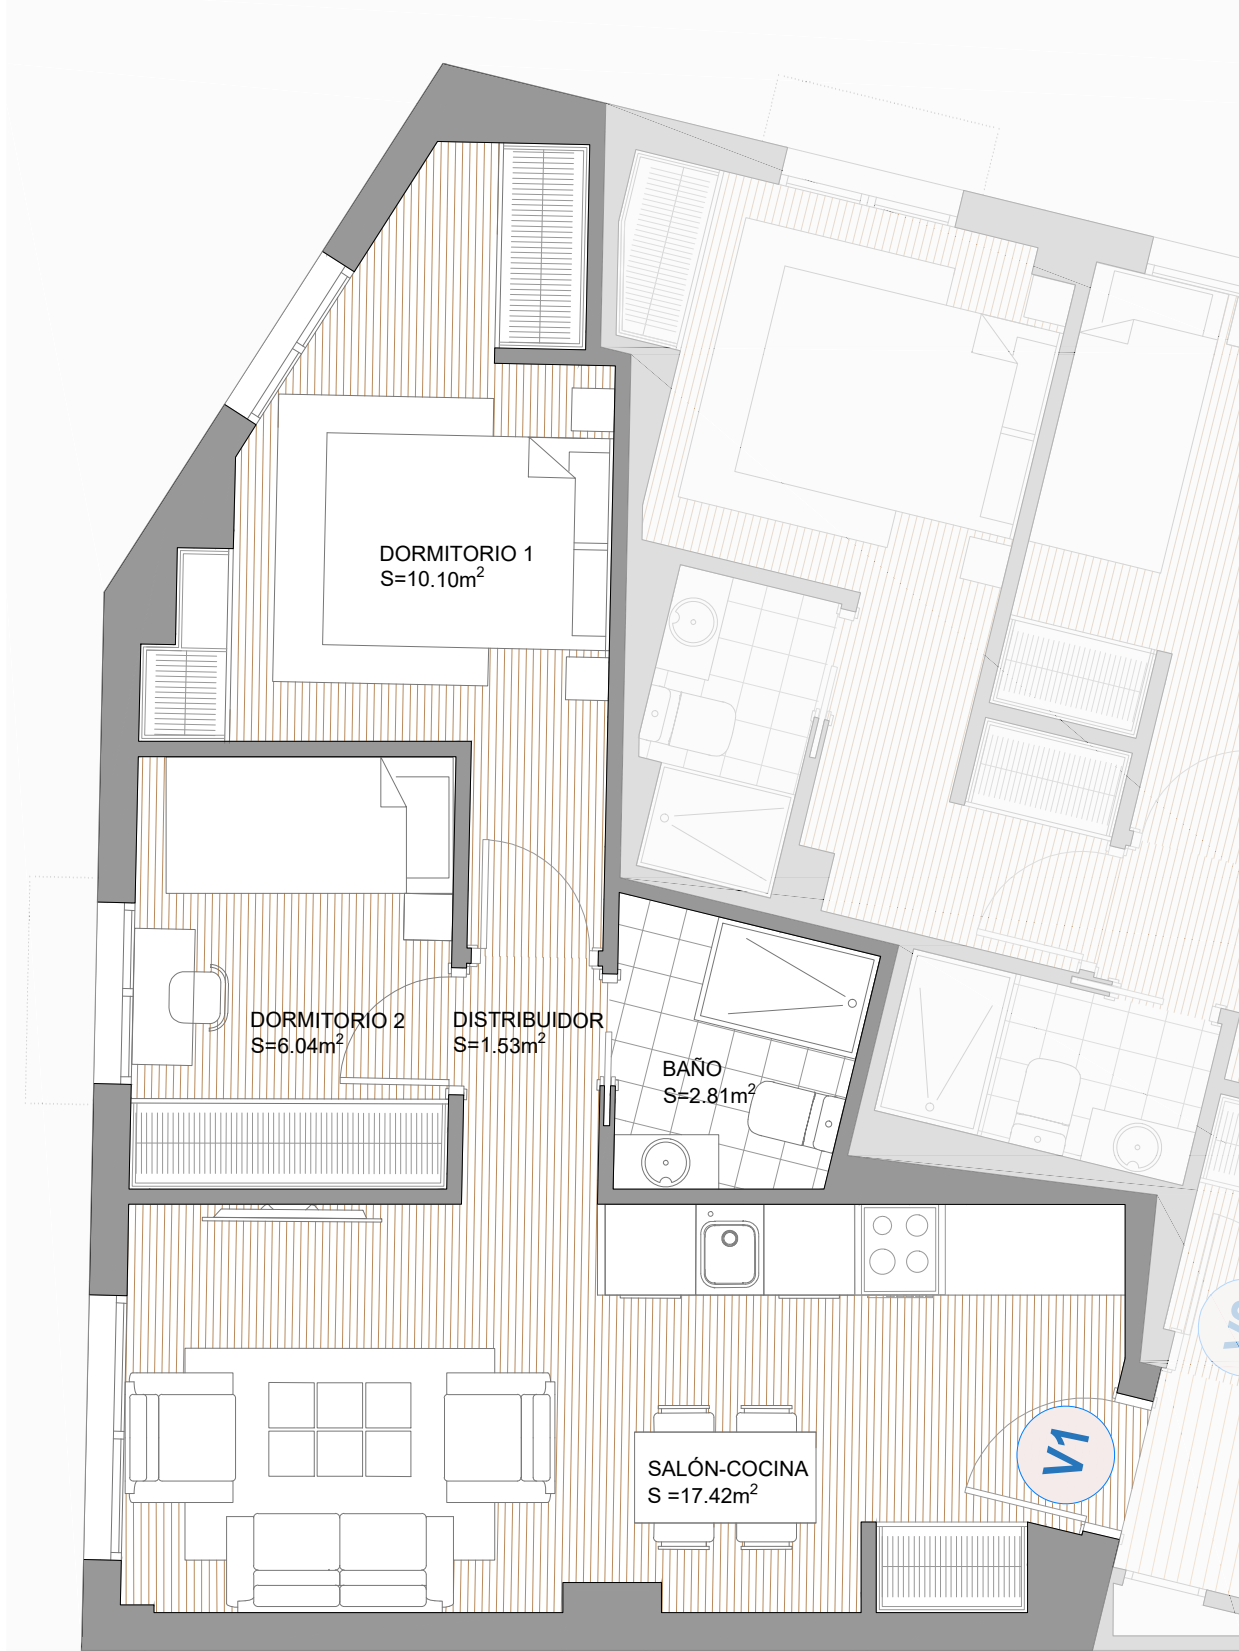 DORMITORIO 1
S=10.10m²
DORMITORIO 2
S=6.04m²
DISTRIBUIDOR
S=1.53m²
BAÑO
S=2.81m²
SALÓN-COCINA
S =17.42m²
V1